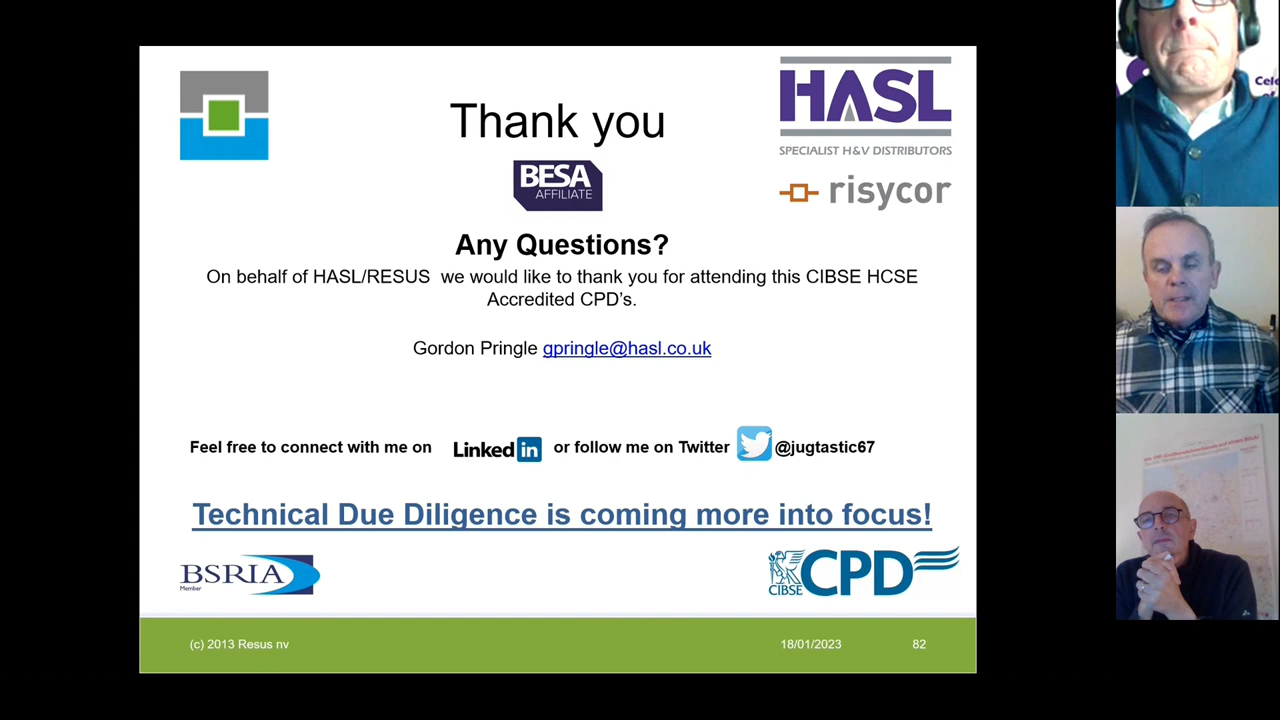 Thank you
HASL
SPECIALIST H&V DISTRIBUTORS
BESA
AFFILIATE
risycor
Any Questions?
On behalf of HASL/RESUS we would like to thank you for attending this CIBSE HCSE
Accredited CPD’s.
Gordon Pringle gpringle@hasl.co.uk
Feel free to connect with me on Linked in or follow me on Twitter @jugtastic67
Technical Due Diligence is coming more into focus!
BSRIA
Member
CIBSE CPD
(c) 2013 Resus nv 18/01/2023 82